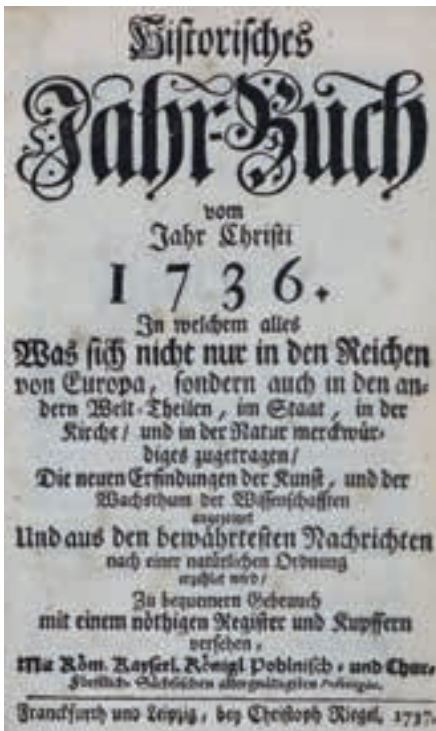 Historisches
Jahr-Buch
vom
Jahr Christi
1736.
In welchem alles
Was sich nicht nur in den Reichen
von Europa, sondern auch in den an-
dern Welt-Theilen, im Staat, in der
Kirche/ und in der Natur merckwür-
diges zugetragen/
Die neuen Erfindungen der Kunst, und der
Wachsthum der Wissenschafften
angezeiget
Und aus den bewährtesten Nachrichten
nach einer natürlichen Ordnung
erzehlet wird/
Zu bequemern Gebrauch
mit einem nöthigen Register und Kupffern
versehen,
Mit Röm. Kayserl. Königl. Pohlnisch- und Chur-
Fürstlich-Sächsischen allergnädigsten
Franckfurth und Leipzig, bey Christoph Riegel, 1737.